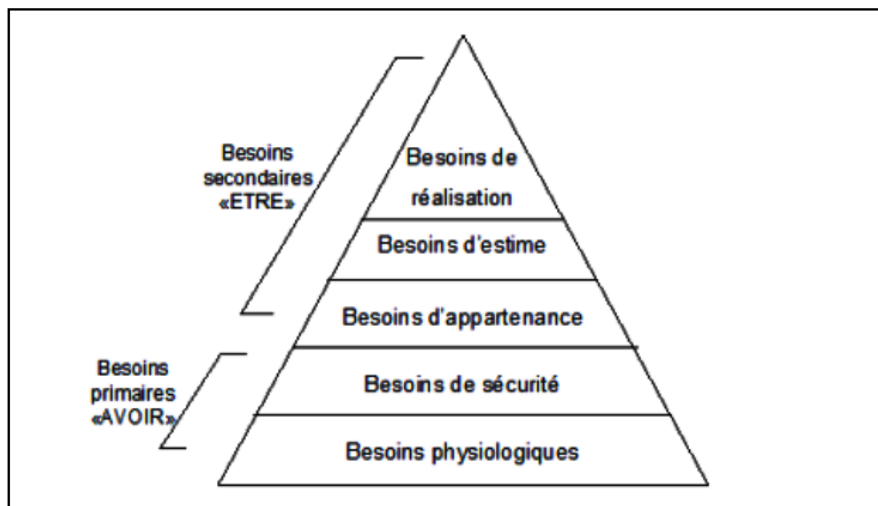 Besoins de
réalisation
Besoins
secondaires
«ETRE»
Besoins d'estime
Besoins d'appartenance
Besoins
primaires
«AVOIR»
Besoins de sécurité
Besoins physiologiques